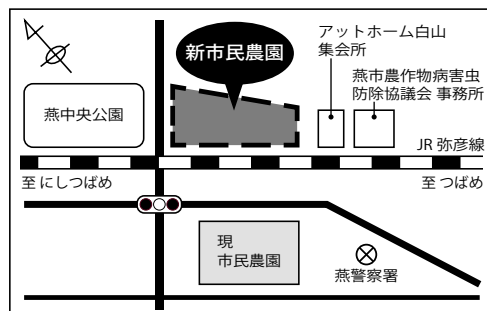 アットホーム白山
集会所
新市民農園
燕市農作物病害虫
防除協議会 事務所
燕中央公園
JR 弥彦線
至 にしつばめ
至 つばめ
現
市民農園
燕警察署